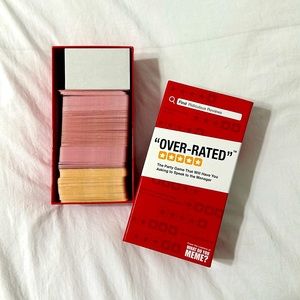 Find Ridiculous Reviews
"OVER-RATED"™
The Party Game That Will Have You
Asking to Speak to the Manager
WHAT DO YOU
MEME?